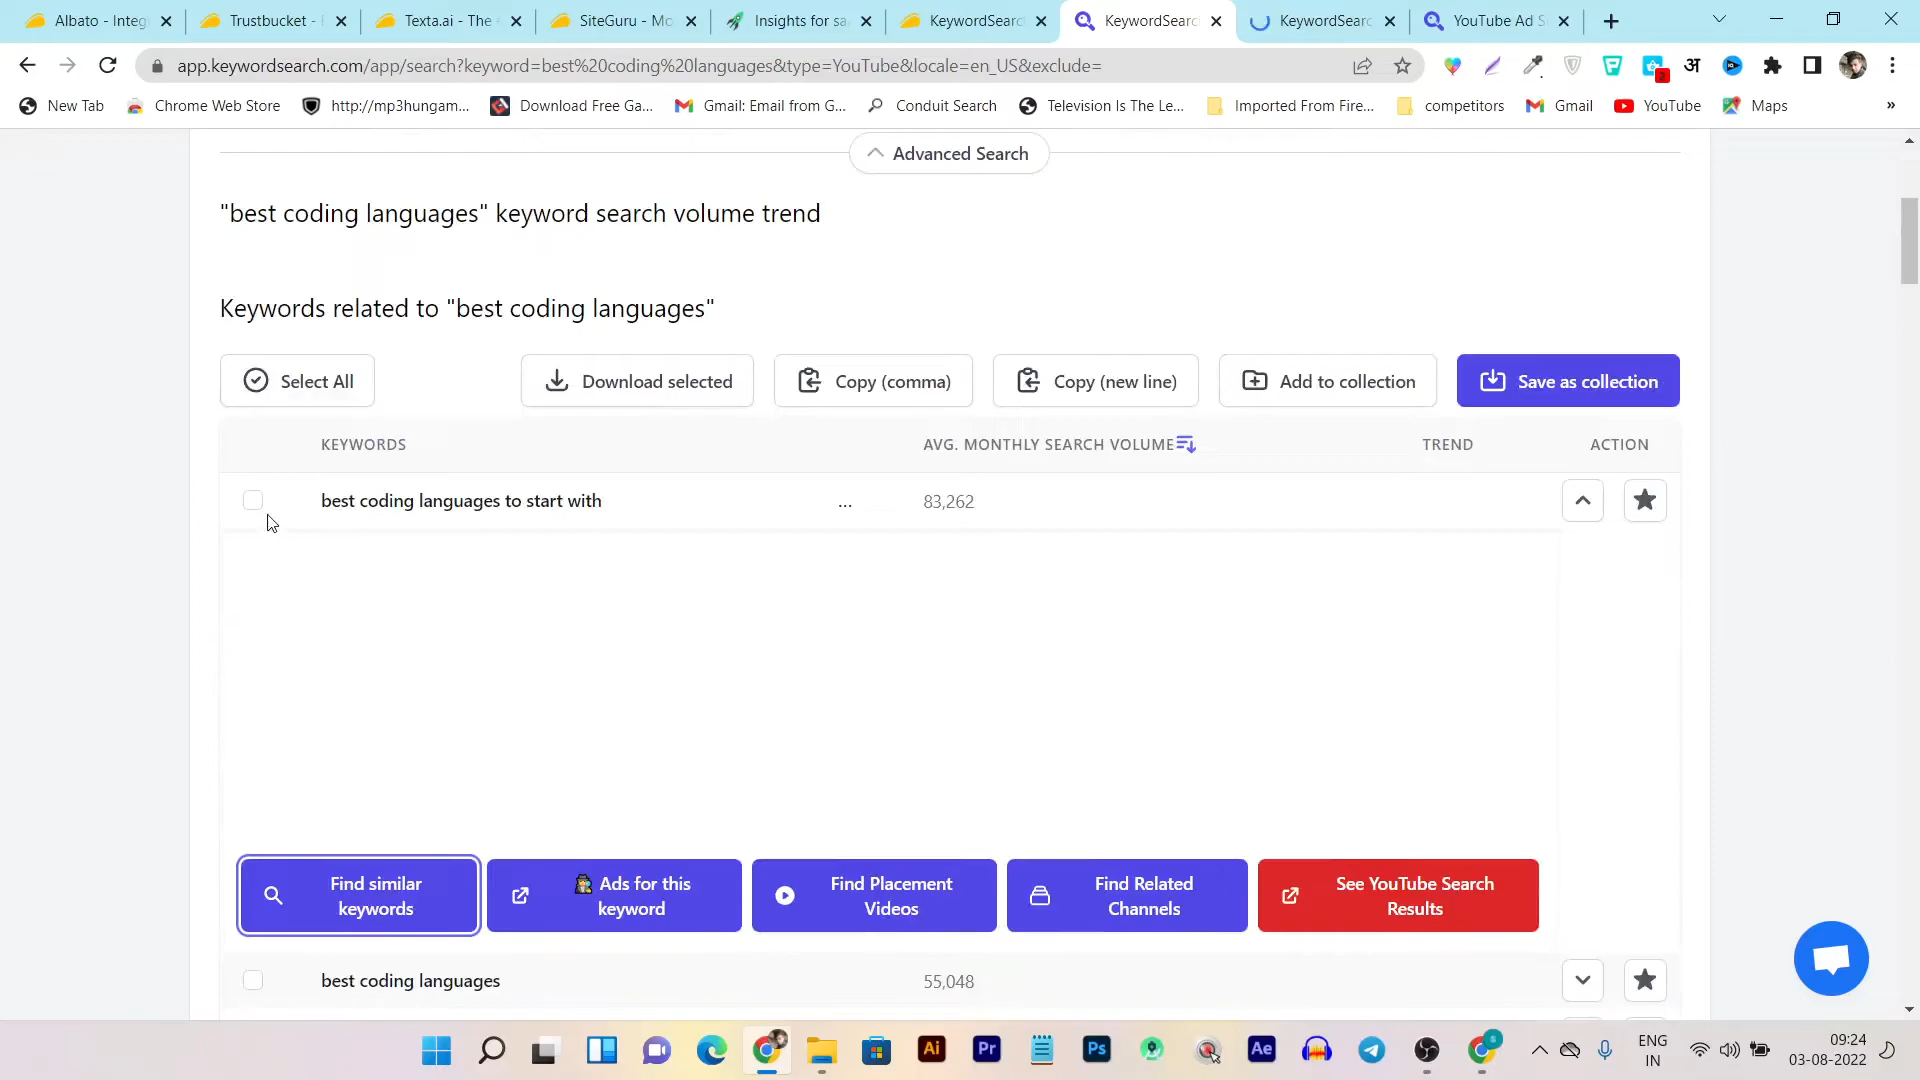 Albato - Integ
Trustbucket -
Texta.ai - The
SiteGuru - Mo
Insights for sa
KeywordSearc
KeywordSearc
KeywordSearc
YouTube Ad S
app.keywordsearch.com/app/search?keyword=best%20coding%20languages&type=YouTube&locale=en_US&exclude=
2
अ
New Tab
Chrome Web Store
http://mp3hungam...
Download Free Ga...
Gmail: Email from G...
Conduit Search
Television Is The Le...
Imported From Fire...
competitors
Gmail
YouTube
Maps
»
Advanced Search
"best coding languages" keyword search volume trend
Keywords related to "best coding languages"
Select All
Download selected
Copy (comma)
Copy (new line)
Add to collection
Save as collection
KEYWORDS
AVG. MONTHLY SEARCH VOLUME
TREND
ACTION
best coding languages to start with
...
83,262
Find similar
keywords
Ads for this
keyword
Find Placement
Videos
Find Related
Channels
See YouTube Search
Results
best coding languages
55,048
Ai
Pr
Ps
Ae
ENG
IN
09:24
03-08-2022